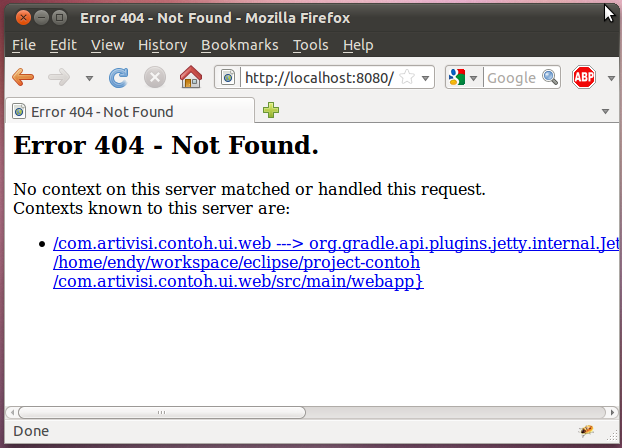 Error 404 - Not Found - Mozilla Firefox
File Edit View History Bookmarks Tools Help
http://localhost:8080/ Google ABP
Error 404 - Not Found
Error 404 - Not Found.
No context on this server matched or handled this request.
Contexts known to this server are:
/com.artivisi.contoh.ui.web ---> org.gradle.api.plugins.jetty.internal.Jet
/home/endy/workspace/eclipse/project-contoh
/com.artivisi.contoh.ui.web/src/main/webapp}
Done